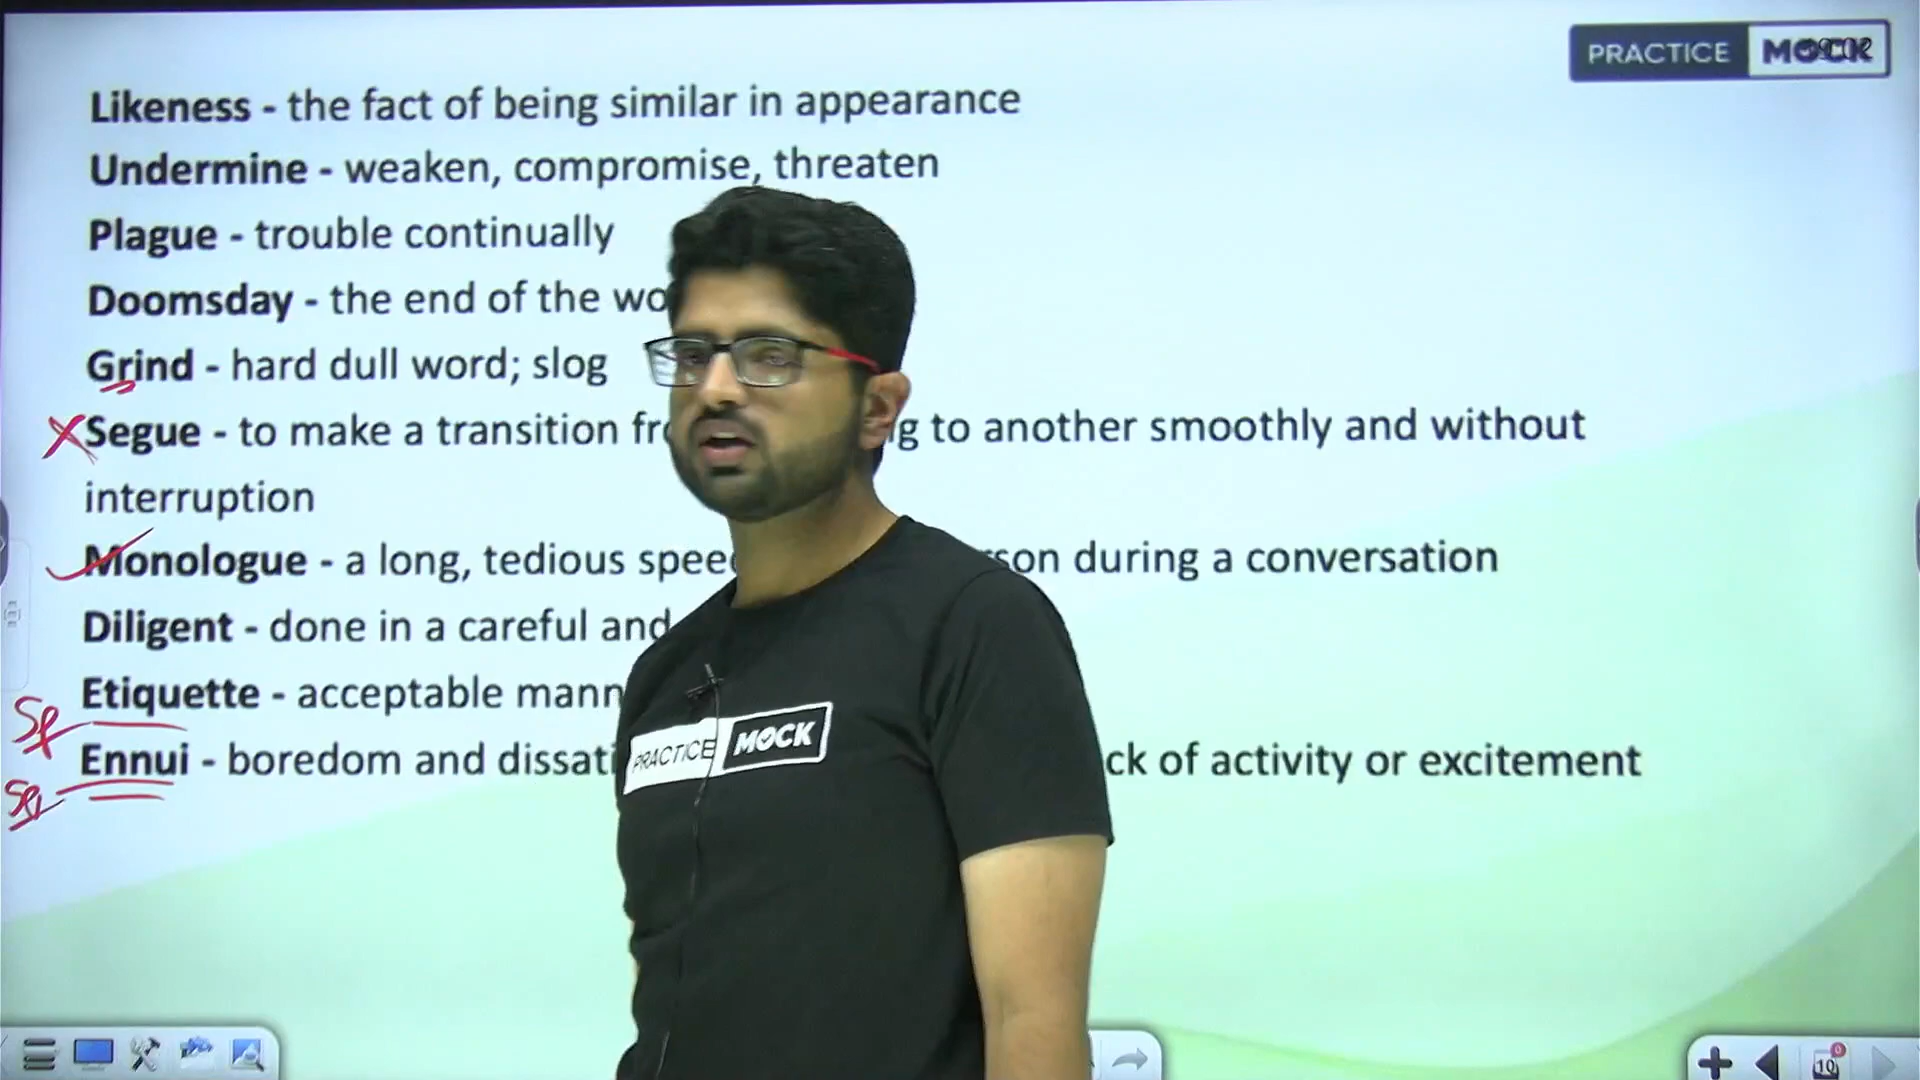 PRACTICE MOCK
Likeness - the fact of being similar in appearance
Undermine - weaken, compromise, threaten
Plague - trouble continually
Doomsday - the end of the wo
Grind - hard dull word; slog
Segue - to make a transition fr g to another smoothly and without
interruption
Monologue - a long, tedious spee son during a conversation
Diligent - done in a careful and
Etiquette - acceptable mann
Sp
Ennui - boredom and dissati ck of activity or excitement
Sp
PRACTICE MOCK
10